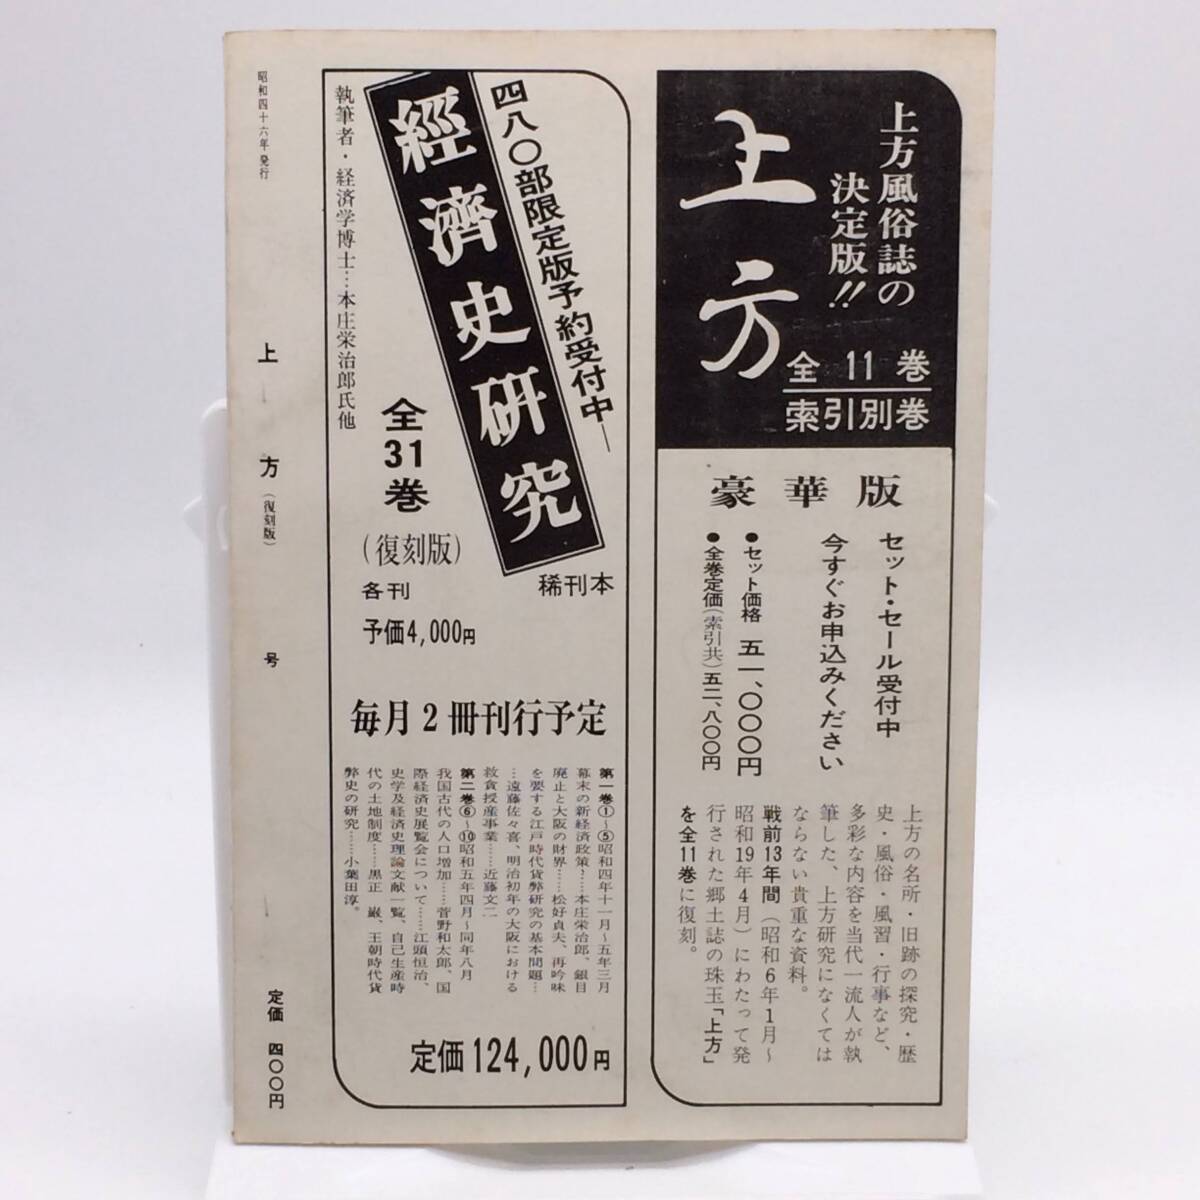 上方風俗誌の
決定版!!
上方
全11巻
索引別巻
豪華版
セット・セール受付中
今すぐお申込みください
●セット価格 五一、〇〇〇円
●全巻定価(索引共)五二、八〇〇円
上方の名所・旧跡の探究・歴
史・風俗・風習・行事など、
多彩な内容を当代一流人が執
筆した、上方研究になくては
ならない貴重な資料。
戦前13年間(昭和6年1月〜
昭和19年4月)にわたって発
行された郷土誌の珠玉「上方」
を全11巻に復刻。
四八〇部限定版予約受付中―
經濟史研究
執筆者・経済学博士…本庄栄治郎氏他
稀刊本
全31巻
(復刻版)
各刊
予価4,000円
毎月2冊刊行予定
第一巻①〜⑤昭和四年十一月〜五年三月
幕末の新経済政策……本庄栄治郎、銀目
廃止と大阪の財界……松好貞夫、再吟味
を要する江戸時代貨弊研究の基本問題…
…遠藤佐々喜、明治初年の大阪における
救貧授産事業……近藤文二
第二巻⑥〜⑩昭和五年四月〜同年八月
我国古代の人口増加……菅野和太郎、国
際経済史展覧会について……江頭恒治、
史学及経済史理論文献一覧、自己生産時
代の土地制度……黒正 巌、王朝時代貨
弊史の研究……小葉田淳。
定価124,000円
昭和四十六年発行
上方(復刻版) 号
定価 四〇〇円